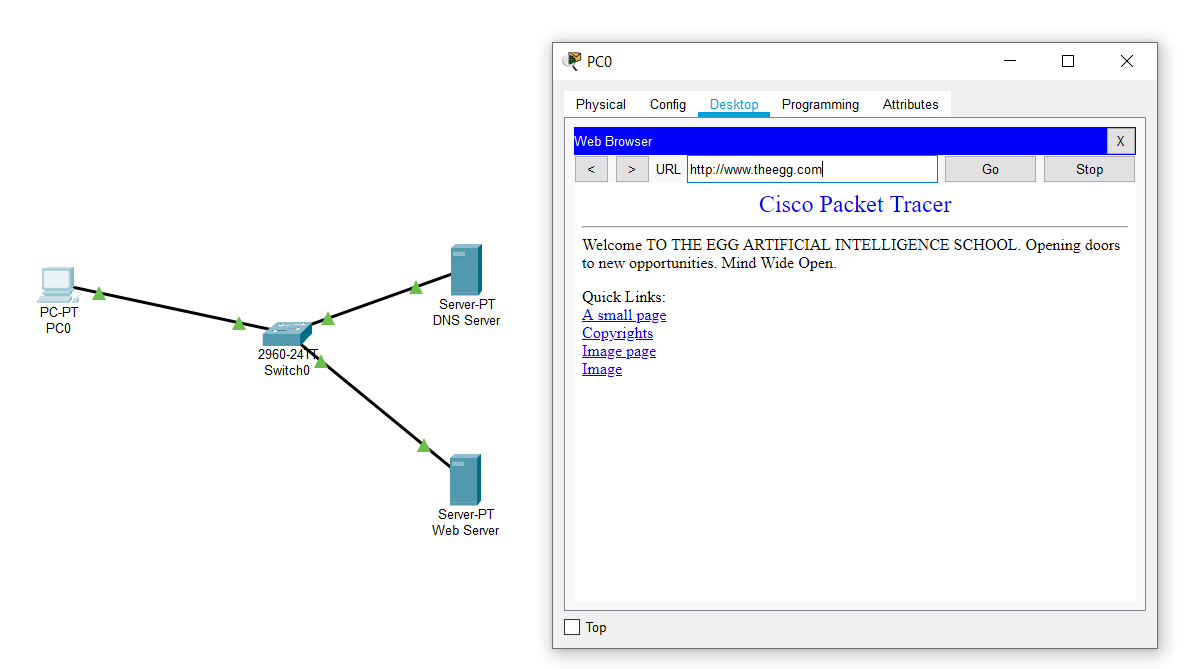 PC-PT
PC0
2960-24TT
Switch0
Server-PT
DNS Server
Server-PT
Web Server
PC0
Physical Config Desktop Programming Attributes
Web Browser X
< > URL http://www.theegg.com Go Stop
Cisco Packet Tracer
Welcome TO THE EGG ARTIFICIAL INTELLIGENCE SCHOOL. Opening doors
to new opportunities. Mind Wide Open.
Quick Links:
A small page
Copyrights
Image page
Image
Top